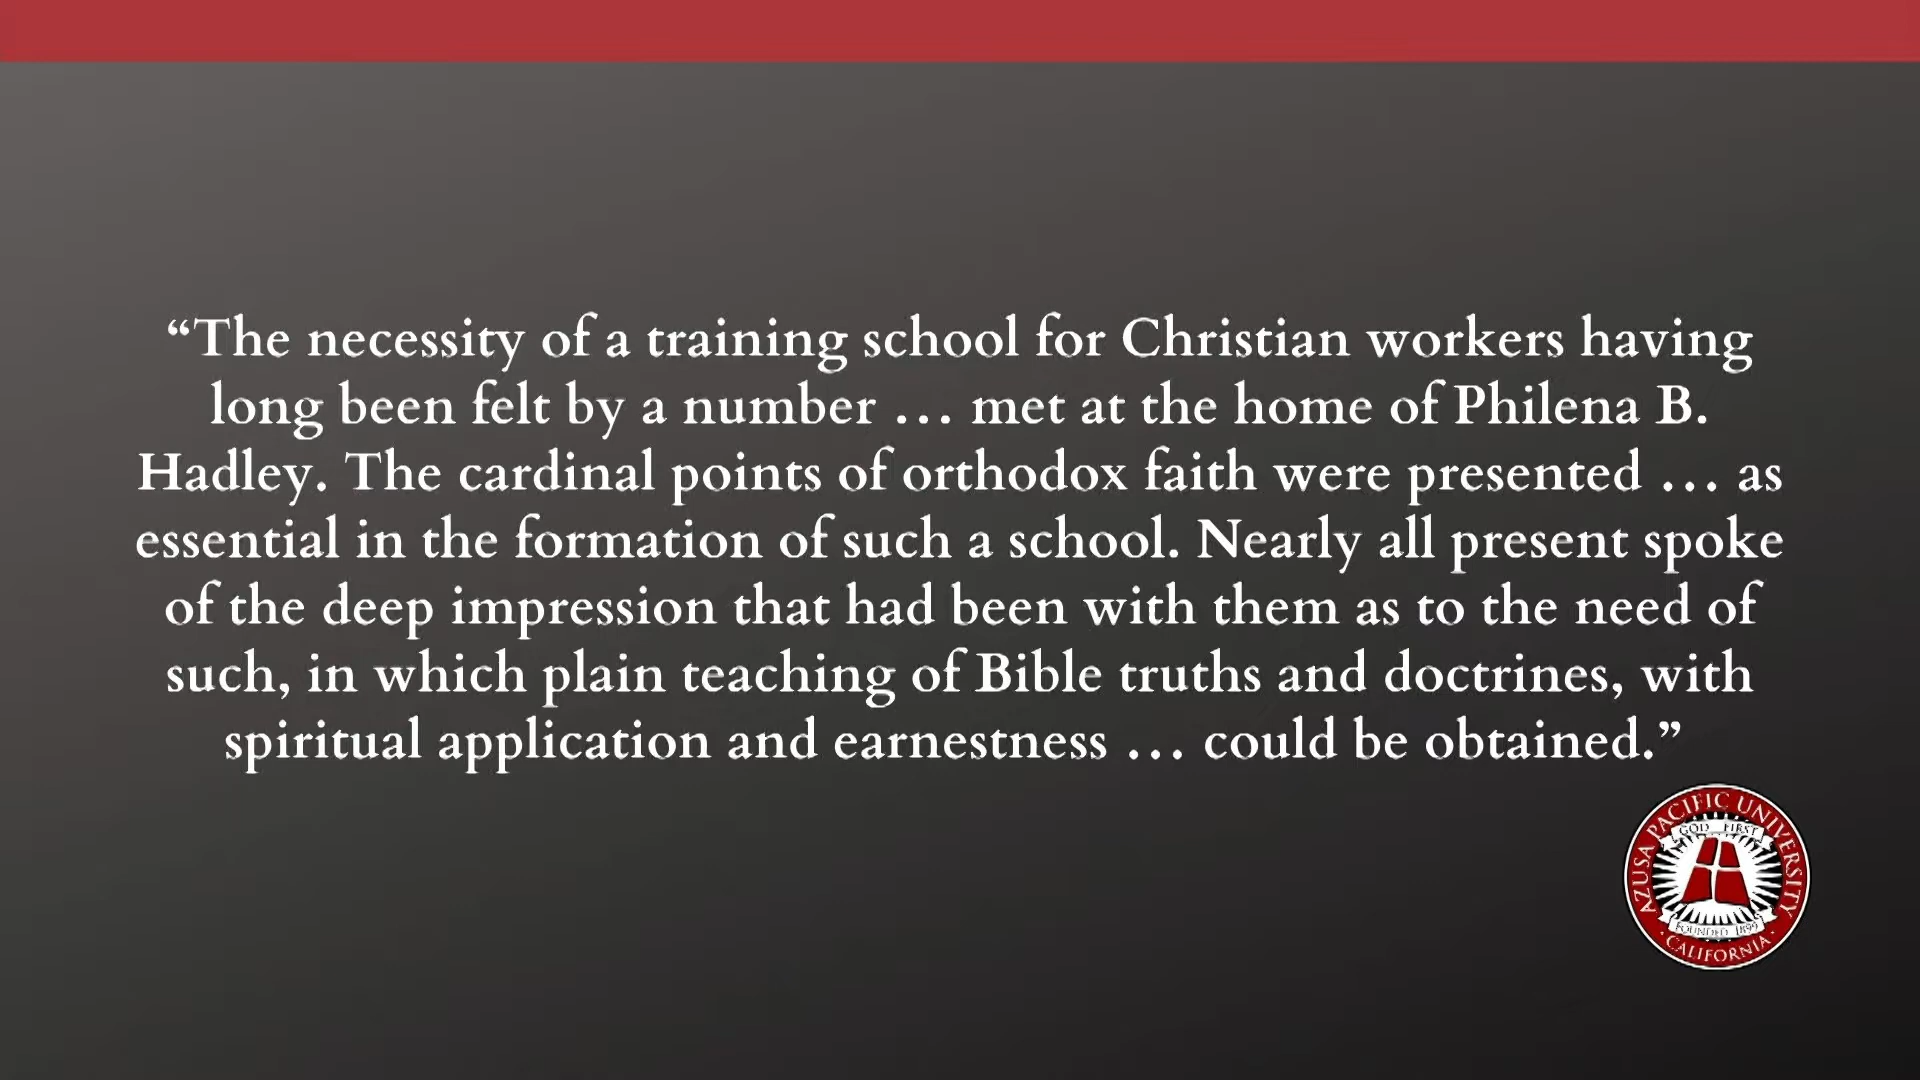 “The necessity of a training school for Christian workers having
long been felt by a number … met at the home of Philena B.
Hadley. The cardinal points of orthodox faith were presented … as
essential in the formation of such a school. Nearly all present spoke
of the deep impression that had been with them as to the need of
such, in which plain teaching of Bible truths and doctrines, with
spiritual application and earnestness … could be obtained.”
AZUSA PACIFIC UNIVERSITY
GOD FIRST
FOUNDED 1899
· CALIFORNIA ·